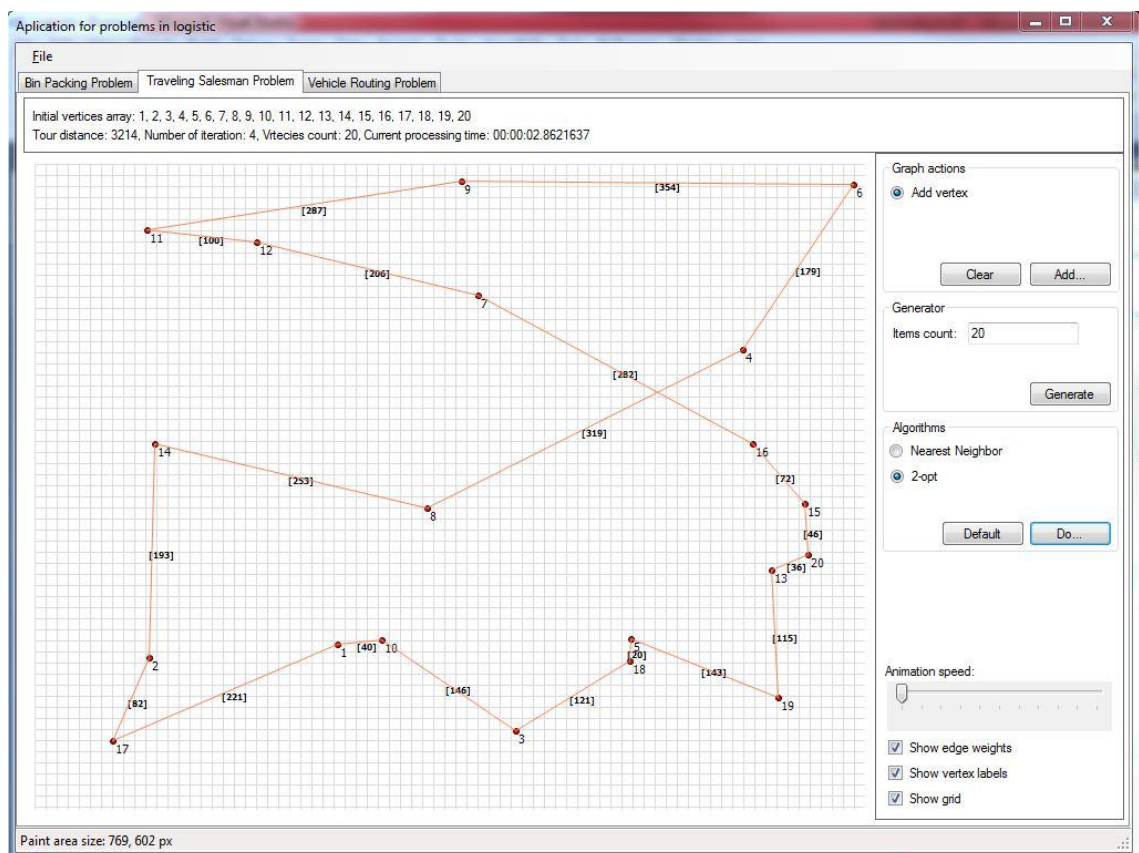 Aplication for problems in logistic
File
Bin Packing Problem Traveling Salesman Problem Vehicle Routing Problem
Initial vertices array: 1, 2, 3, 4, 5, 6, 7, 8, 9, 10, 11, 12, 13, 14, 15, 16, 17, 18, 19, 20
Tour distance: 3214, Number of iteration: 4, Vrtecies count: 20, Current processing time: 00:00:02.8621637
9
[354]
6
[287]
11
[100]
12
[206]
[179]
7
4
[282]
[319]
14
16
[253]
[72]
8
15
[46]
[193]
20
[36]
13
[115]
1
[40]
10
5
[20]
18
2
[143]
[82]
[221]
[146]
[121]
19
3
17
Graph actions
Add vertex
Clear Add...
Generator
Items count: 20
Generate
Algorithms
Nearest Neighbor
2-opt
Default Do...
Animation speed:
Show edge weights
Show vertex labels
Show grid
Paint area size: 769, 602 px